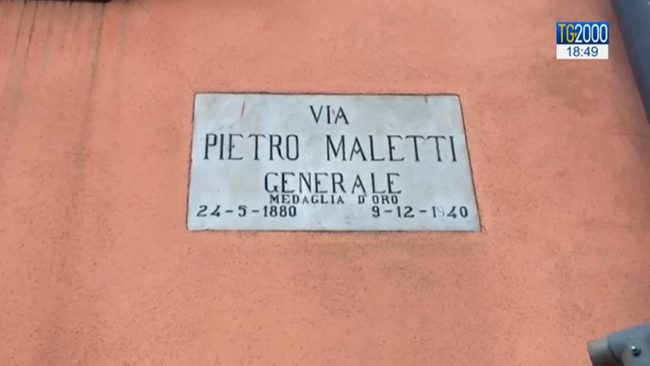 TG2000
18:49
VIA
PIETRO MALETTI
GENERALE
MEDAGLIA D'ORO
24-5-1880 9-12-1940